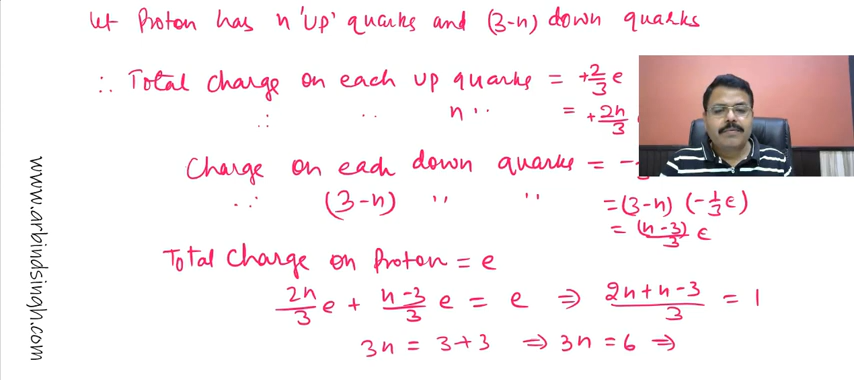 let Proton has n 'up' quarks and (3-n) down quarks
∴ Total charge on each up quarks = +2/3 e
∴ '' n '' = +2n/3
Charge on each down quarks = -
∴ (3-n) '' '' = (3-n) (-1/3 e)
= (n-3)/3 e
Total charge on Proton = e
2n/3 e + n-3/3 e = e ⇒ 2n+n-3/3 = 1
3n = 3+3 ⇒ 3n = 6 ⇒
www.arbindsingh.com